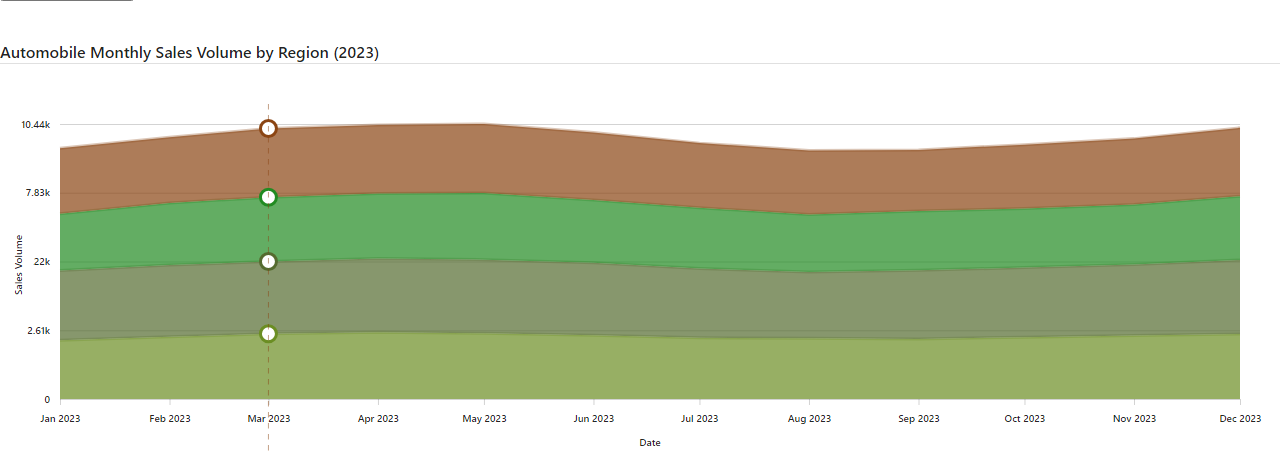 Automobile Monthly Sales Volume by Region (2023)
10.44k
7.83k
22k
2.61k
0
Sales Volume
Jan 2023 Feb 2023 Mar 2023 Apr 2023 May 2023 Jun 2023 Jul 2023 Aug 2023 Sep 2023 Oct 2023 Nov 2023 Dec 2023
Date